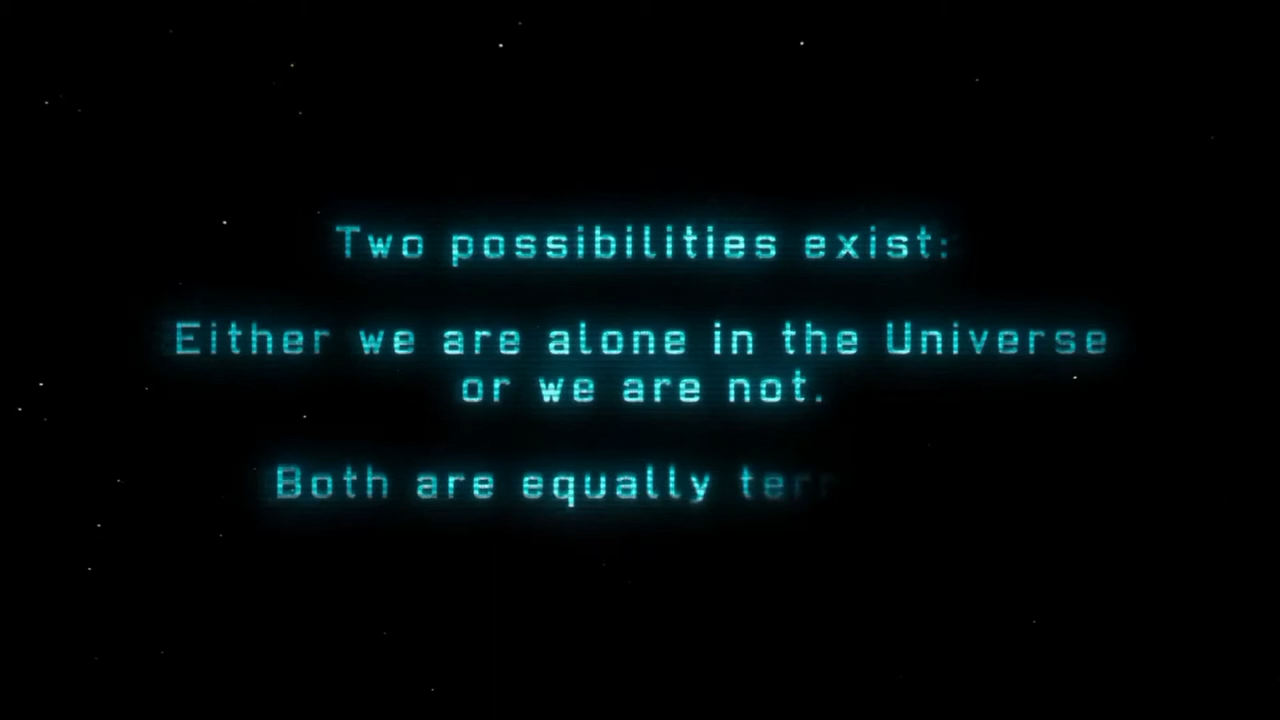 Two possibilities exist:
Either we are alone in the Universe
or we are not.
Both are equally